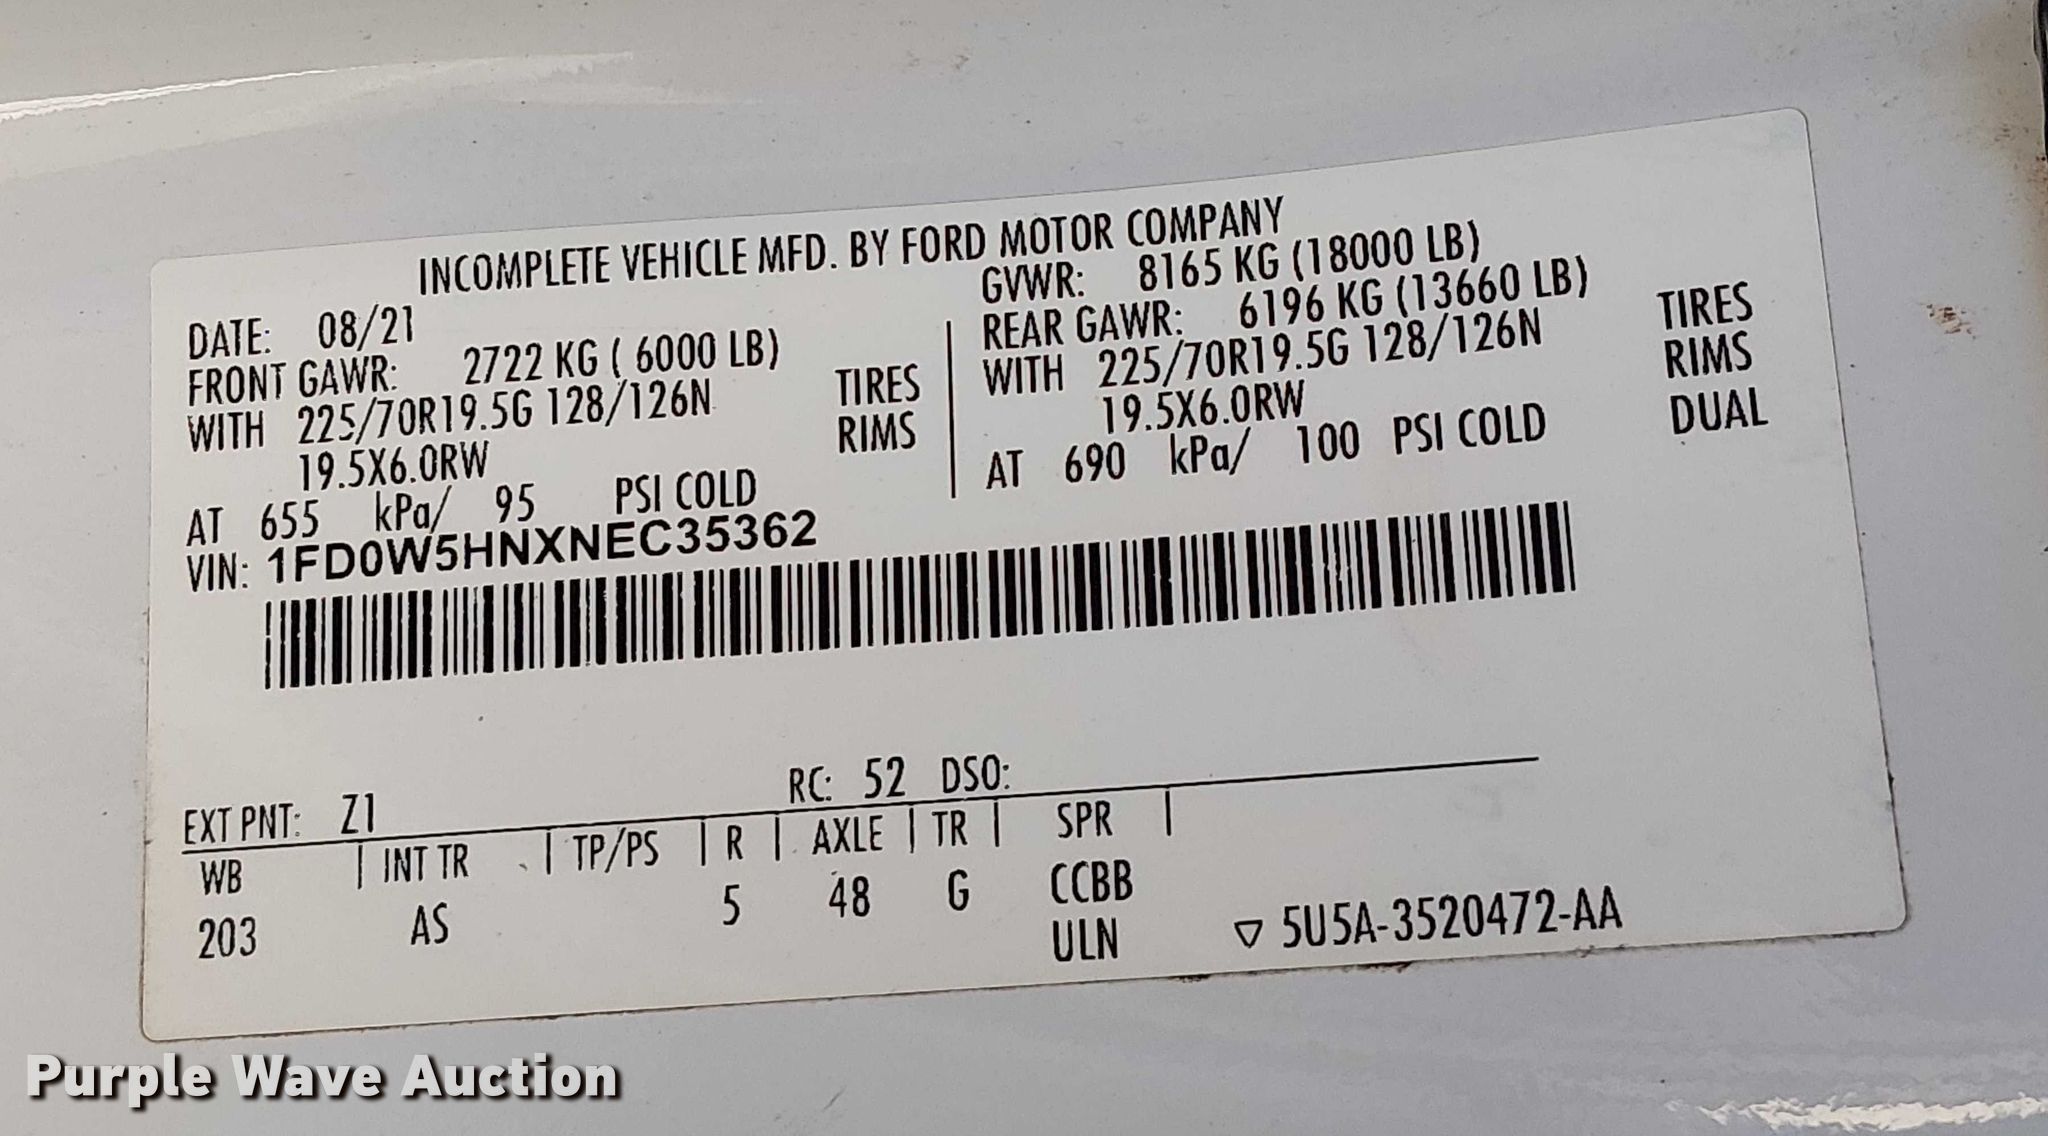 INCOMPLETE VEHICLE MFD. BY FORD MOTOR COMPANY
DATE: 08/21
GVWR: 8165 KG (18000 LB)
FRONT GAWR: 2722 KG ( 6000 LB)
REAR GAWR: 6196 KG (13660 LB)
WITH 225/70R19.5G 128/126N TIRES
WITH 225/70R19.5G 128/126N TIRES
19.5X6.0RW RIMS
19.5X6.0RW RIMS
AT 655 kPa/ 95 PSI COLD
AT 690 kPa/ 100 PSI COLD DUAL
VIN: 1FD0W5HNXNEC35362
EXT PNT: Z1 RC: 52 DSO:
WB | INT TR | TP/PS | R | AXLE | TR | SPR |
203 AS 5 48 G CCBB
ULN ▽ 5U5A-3520472-AA
Purple Wave Auction